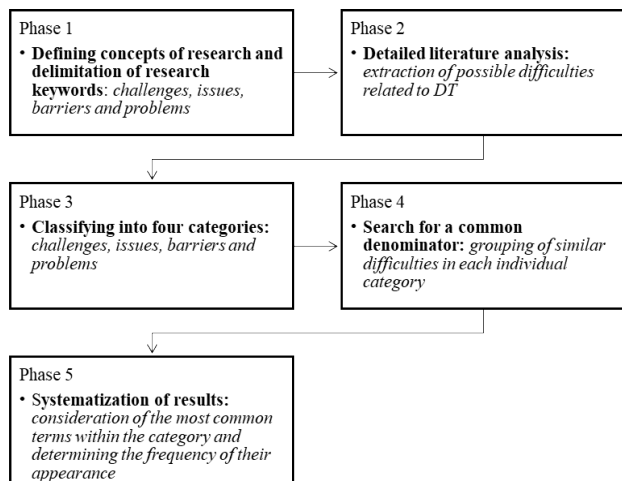 Phase 1
• Defining concepts of research and
delimitation of research
keywords: challenges, issues,
barriers and problems
Phase 2
• Detailed literature analysis:
extraction of possible difficulties
related to DT
Phase 3
• Classifying into four categories:
challenges, issues, barriers and
problems
Phase 4
• Search for a common
denominator: grouping of similar
difficulties in each individual
category
Phase 5
• Systematization of results:
consideration of the most common
terms within the category and
determining the frequency of their
appearance